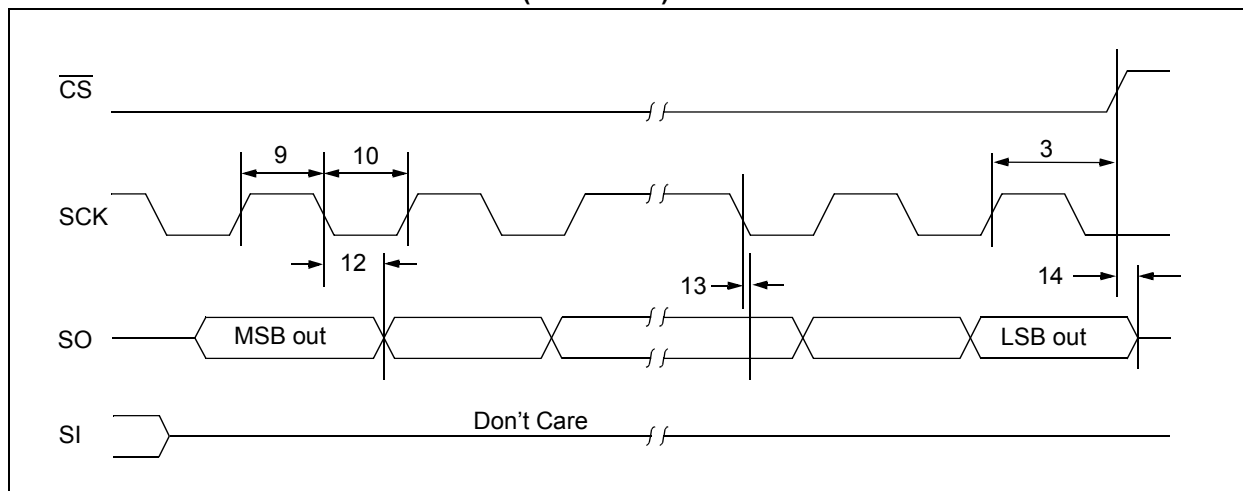 CS
9
10
3
SCK
12
13
14
SO
MSB out
LSB out
SI
Don't Care